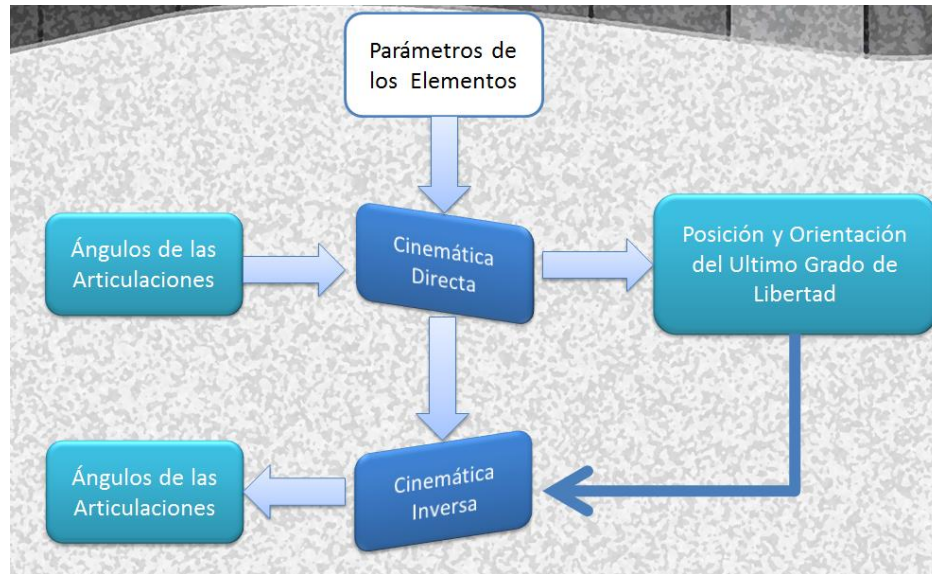 Parámetros de
los Elementos
Ángulos de las
Articulaciones
Cinemática
Directa
Posición y Orientación
del Ultimo Grado de
Libertad
Ángulos de las
Articulaciones
Cinemática
Inversa